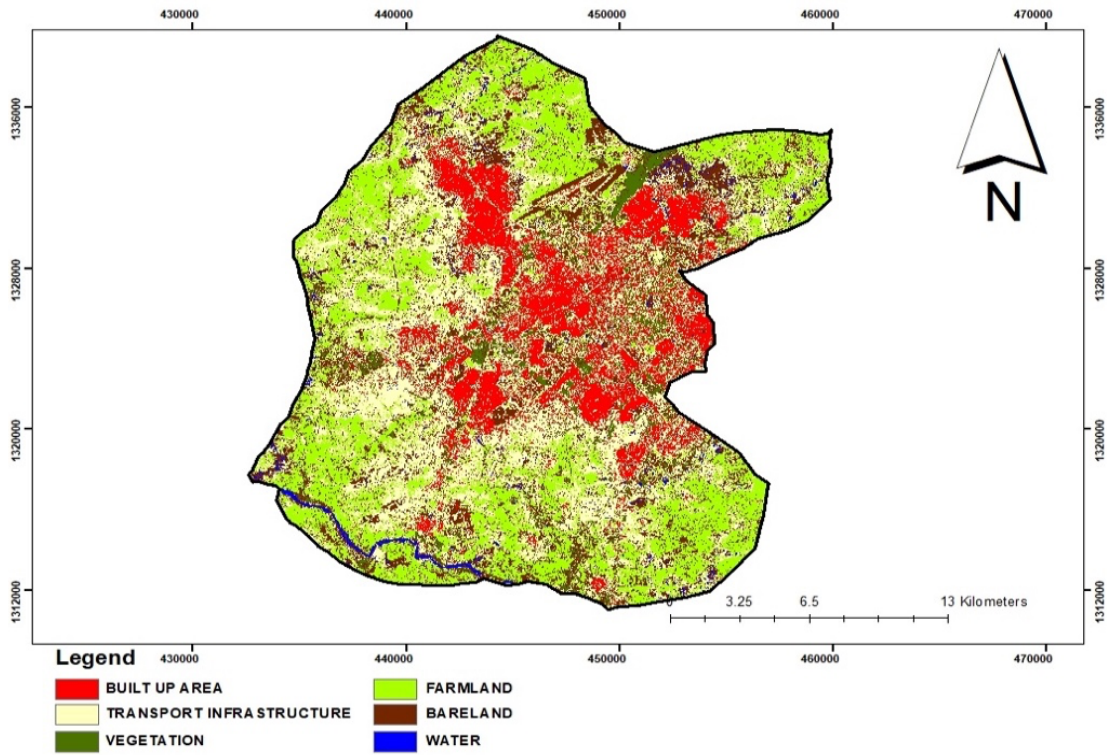 430000 440000 450000 460000 470000
1336000 1336000
1328000 1328000
1320000 1320000
1312000 1312000
N
0 3.25 6.5 13 Kilometers
430000 440000 450000 460000 470000
Legend
BUILT UP AREA FARMLAND
TRANSPORT INFRASTRUCTURE BARELAND
VEGETATION WATER